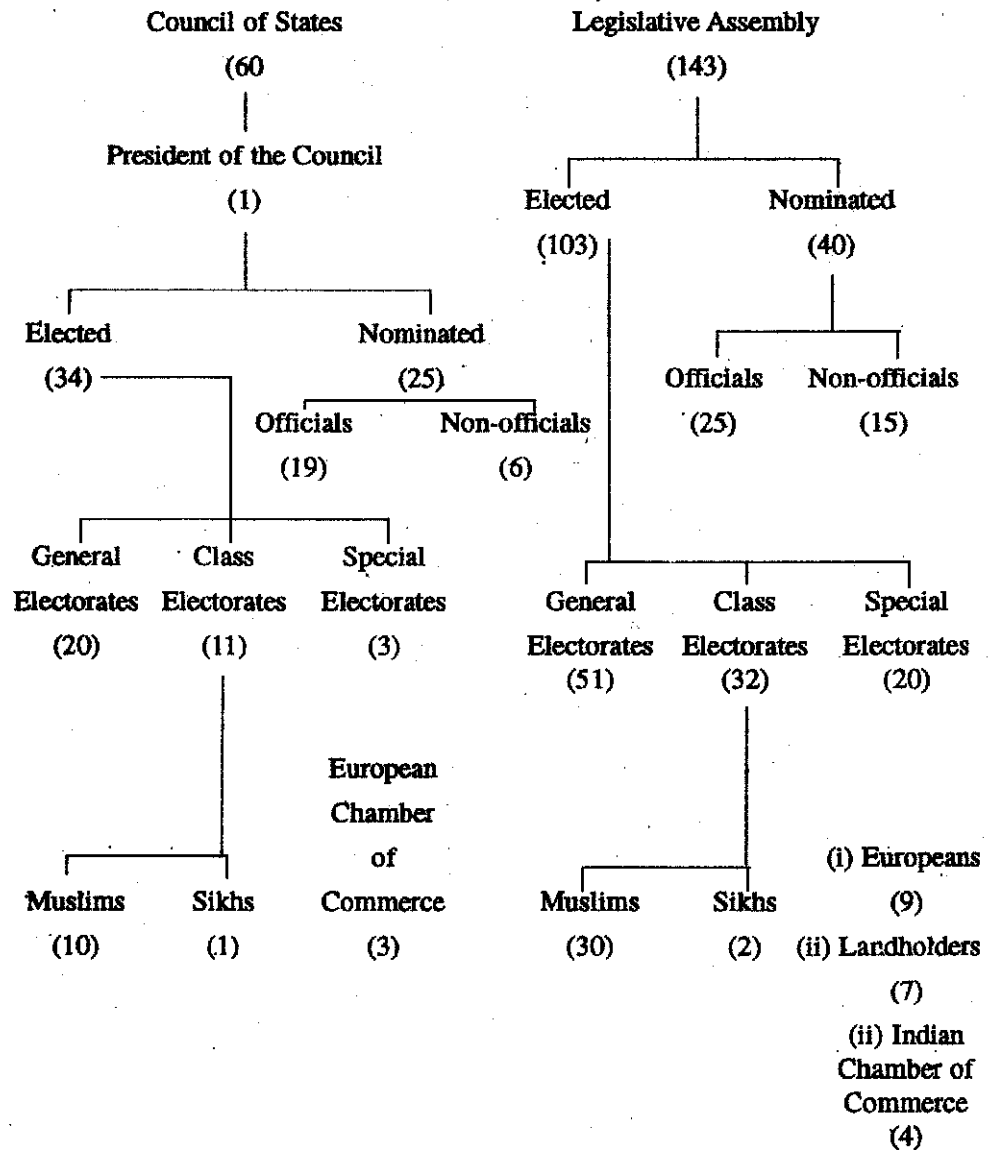 Council of States
(60
President of the Council
(1)
Elected
(34)
Nominated
(25)
Officials
(19)
Non-officials
(6)
General
Electorates
(20)
Class
Electorates
(11)
Special
Electorates
(3)
Muslims
(10)
Sikhs
(1)
European
Chamber
of
Commerce
(3)
Legislative Assembly
(143)
Elected
(103)
Nominated
(40)
Officials
(25)
Non-officials
(15)
General
Electorates
(51)
Class
Electorates
(32)
Special
Electorates
(20)
Muslims
(30)
Sikhs
(2)
(i) Europeans
(9)
(ii) Landholders
(7)
(ii) Indian
Chamber of
Commerce
(4)